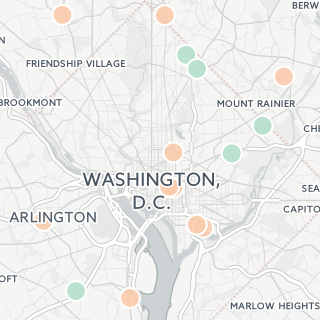 BERW
N
FRIENDSHIP VILLAGE
BROOKMONT
MOUNT RAINIER
CHE
WASHINGTON,
D.C.
SEA
CAPITO
ARLINGTON
OFT
MARLOW HEIGHTS